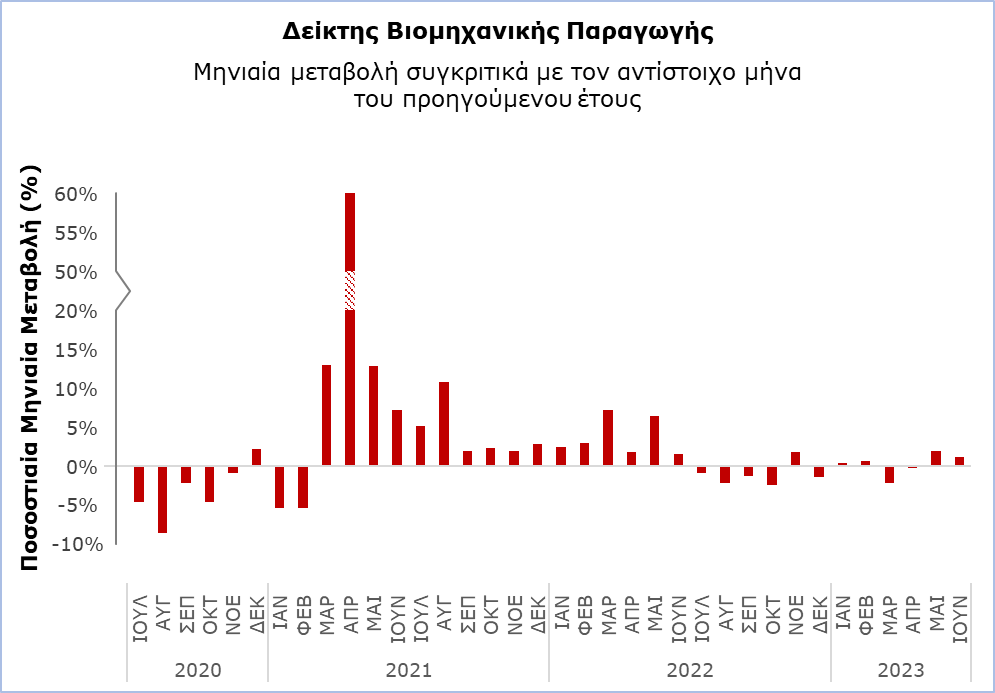 Δείκτης Βιομηχανικής Παραγωγής
Μηνιαία μεταβολή συγκριτικά με τον αντίστοιχο μήνα
του προηγούμενου έτους
Ποσοστιαία Μηνιαία Μεταβολή (%)
60%
55%
50%
20%
15%
10%
5%
0%
-5%
-10%
ΙΟΥΛ
ΑΥΓ
ΣΕΠ
ΟΚΤ
ΝΟΕ
ΔΕΚ
ΙΑΝ
ΦΕΒ
ΜΑΡ
ΑΠΡ
ΜΑΙ
ΙΟΥΝ
ΙΟΥΛ
ΑΥΓ
ΣΕΠ
ΟΚΤ
ΝΟΕ
ΔΕΚ
ΙΑΝ
ΦΕΒ
ΜΑΡ
ΑΠΡ
ΜΑΙ
ΙΟΥΝ
ΙΟΥΛ
ΑΥΓ
ΣΕΠ
ΟΚΤ
ΝΟΕ
ΔΕΚ
ΙΑΝ
ΦΕΒ
ΜΑΡ
ΑΠΡ
ΜΑΙ
ΙΟΥΝ
2020
2021
2022
2023